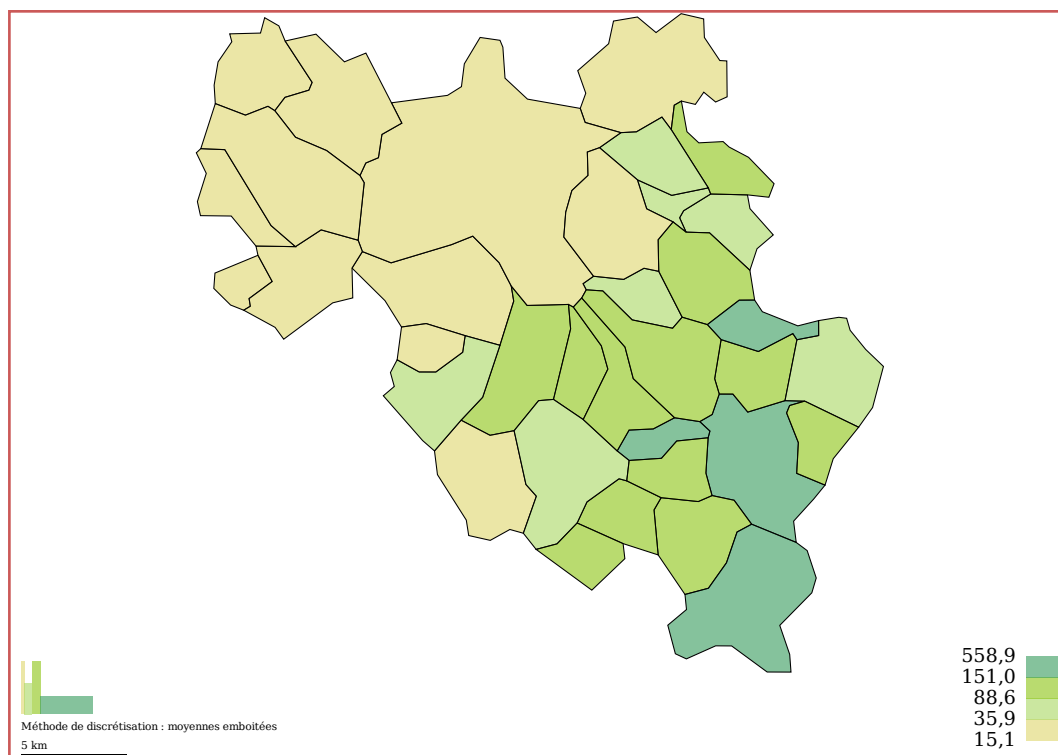 558,9
151,0
88,6
35,9
15,1
Méthode de discrétisation : moyennes emboitées
5 km